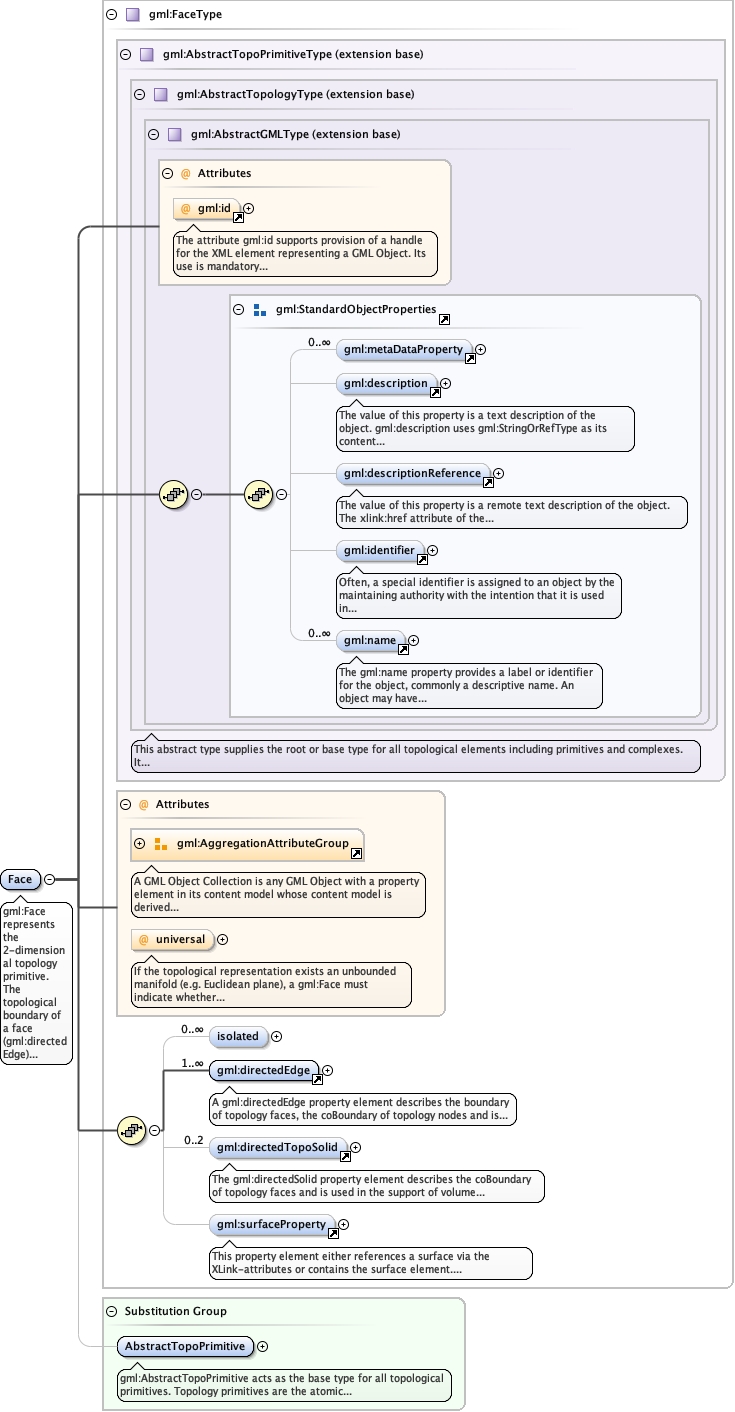 gml:FaceType
gml:AbstractTopoPrimitiveType (extension base)
gml:AbstractTopologyType (extension base)
gml:AbstractGMLType (extension base)
@ Attributes
@ gml:id
The attribute gml:id supports provision of a handle
for the XML element representing a GML Object. Its
use is mandatory...
gml:StandardObjectProperties
0..∞
gml:metaDataProperty
gml:description
The value of this property is a text description of the
object. gml:description uses gml:StringOrRefType as its
content...
gml:descriptionReference
The value of this property is a remote text description of the object.
The xlink:href attribute of the...
gml:identifier
Often, a special identifier is assigned to an object by the
maintaining authority with the intention that it is used
in...
0..∞
gml:name
The gml:name property provides a label or identifier
for the object, commonly a descriptive name. An
object may have...
This abstract type supplies the root or base type for all topological elements including primitives and complexes.
It...
@ Attributes
gml:AggregationAttributeGroup
A GML Object Collection is any GML Object with a property
element in its content model whose content model is
derived...
@ universal
If the topological representation exists an unbounded
manifold (e.g. Euclidean plane), a gml:Face must
indicate whether...
Face
gml:Face
represents
the
2-dimension
al topology
primitive.
The
topological
boundary of
a face
(gml:directed
Edge)...
0..∞
isolated
1..∞
gml:directedEdge
A gml:directedEdge property element describes the boundary
of topology faces, the coBoundary of topology nodes and is...
0..2
gml:directedTopoSolid
The gml:directedSolid property element describes the coBoundary
of topology faces and is used in the support of volume...
gml:surfaceProperty
This property element either references a surface via the
XLink-attributes or contains the surface element....
Substitution Group
AbstractTopoPrimitive
gml:AbstractTopoPrimitive acts as the base type for all topological
primitives. Topology primitives are the atomic...